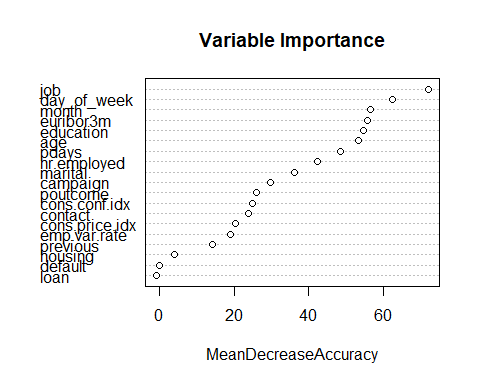 Variable Importance
job
day_of_week
month
euribor3m
education
age
pdays
nr.employed
marital
campaign
poutcome
cons.conf.idx
contact
cons.price.idx
emp.var.rate
previous
housing
default
loan
0 20 40 60
MeanDecreaseAccuracy